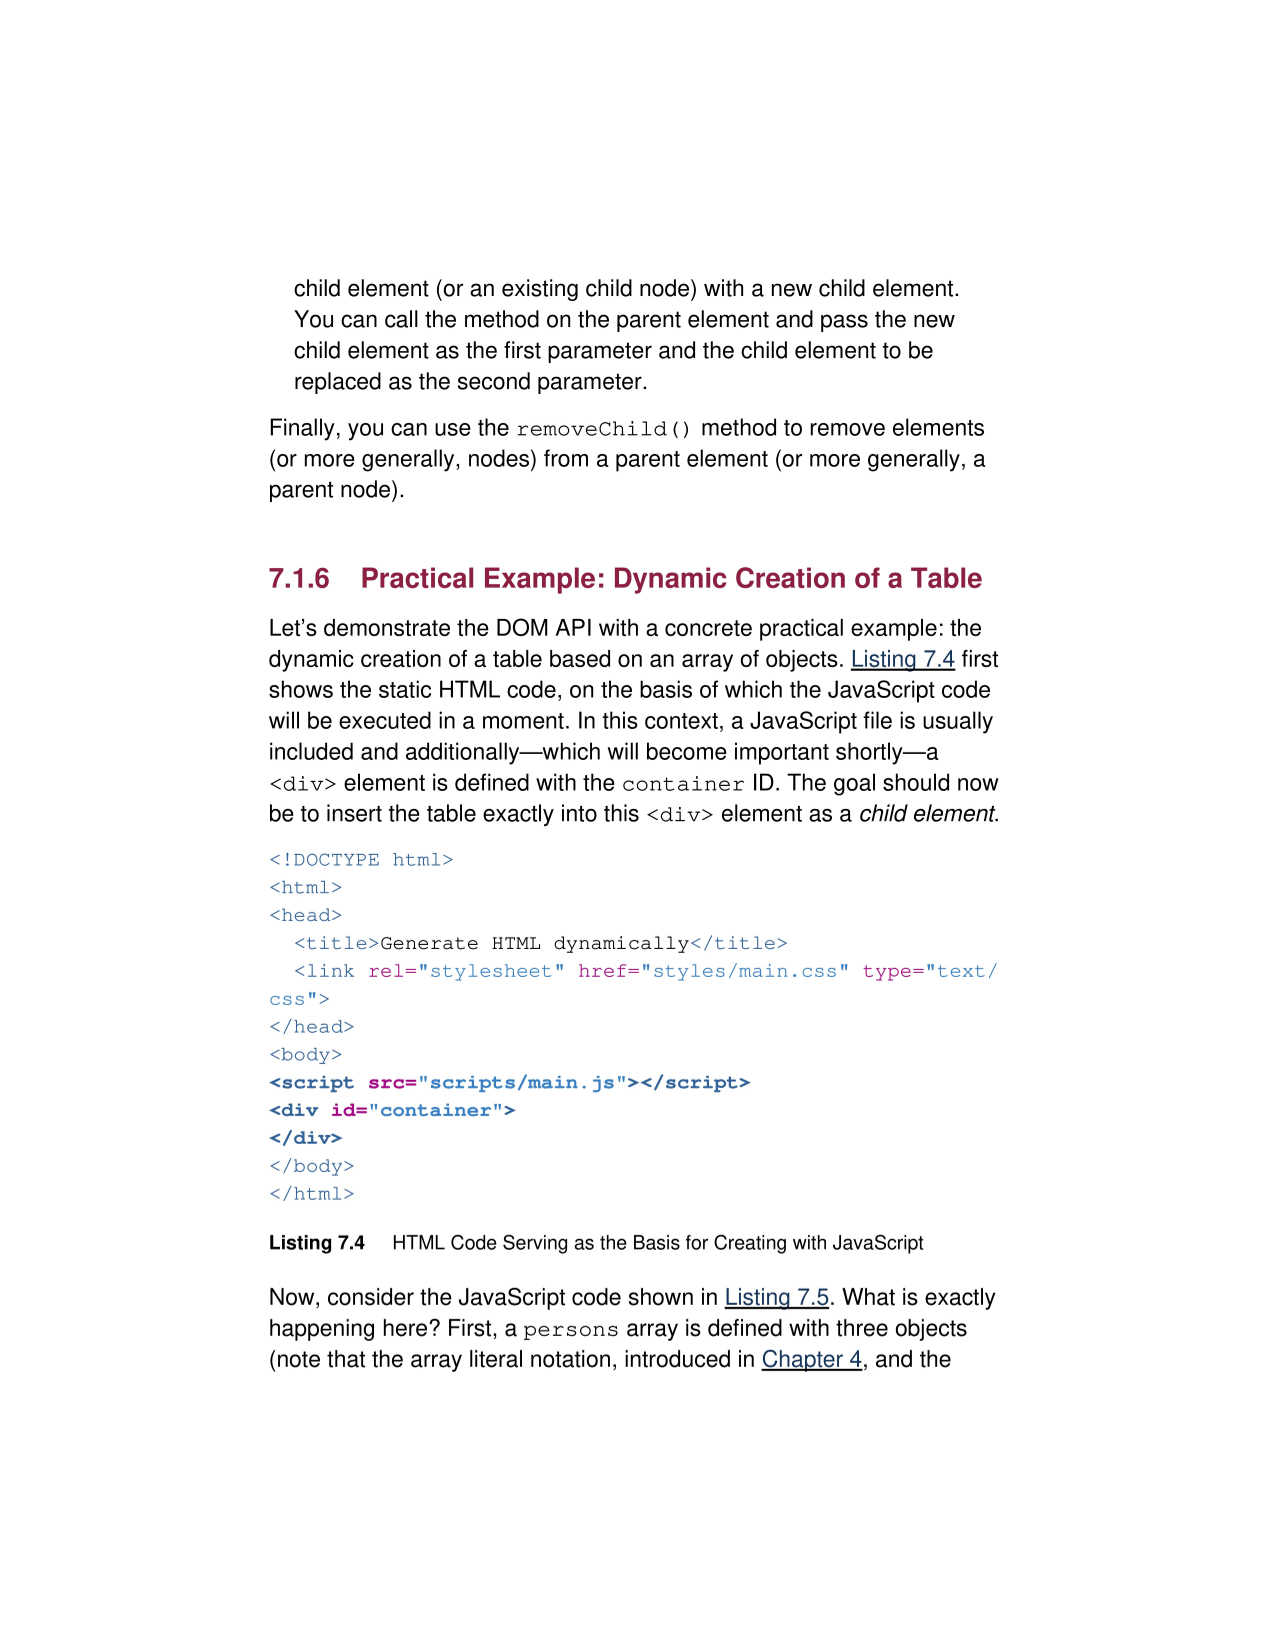 child element (or an existing child node) with a new child element.
You can call the method on the parent element and pass the new
child element as the first parameter and the child element to be
replaced as the second parameter.
Finally, you can use the removeChild() method to remove elements
(or more generally, nodes) from a parent element (or more generally, a
parent node).
7.1.6 Practical Example: Dynamic Creation of a Table
Let’s demonstrate the DOM API with a concrete practical example: the
dynamic creation of a table based on an array of objects. Listing 7.4 first
shows the static HTML code, on the basis of which the JavaScript code
will be executed in a moment. In this context, a JavaScript file is usually
included and additionally—which will become important shortly—a
<div> element is defined with the container ID. The goal should now
be to insert the table exactly into this <div> element as a child element.
<!DOCTYPE html>
<html>
<head>
  <title>Generate HTML dynamically</title>
  <link rel="stylesheet" href="styles/main.css" type="text/
css">
</head>
<body>
<script src="scripts/main.js"></script>
<div id="container">
</div>
</body>
</html>
Listing 7.4 HTML Code Serving as the Basis for Creating with JavaScript
Now, consider the JavaScript code shown in Listing 7.5. What is exactly
happening here? First, a persons array is defined with three objects
(note that the array literal notation, introduced in Chapter 4, and the